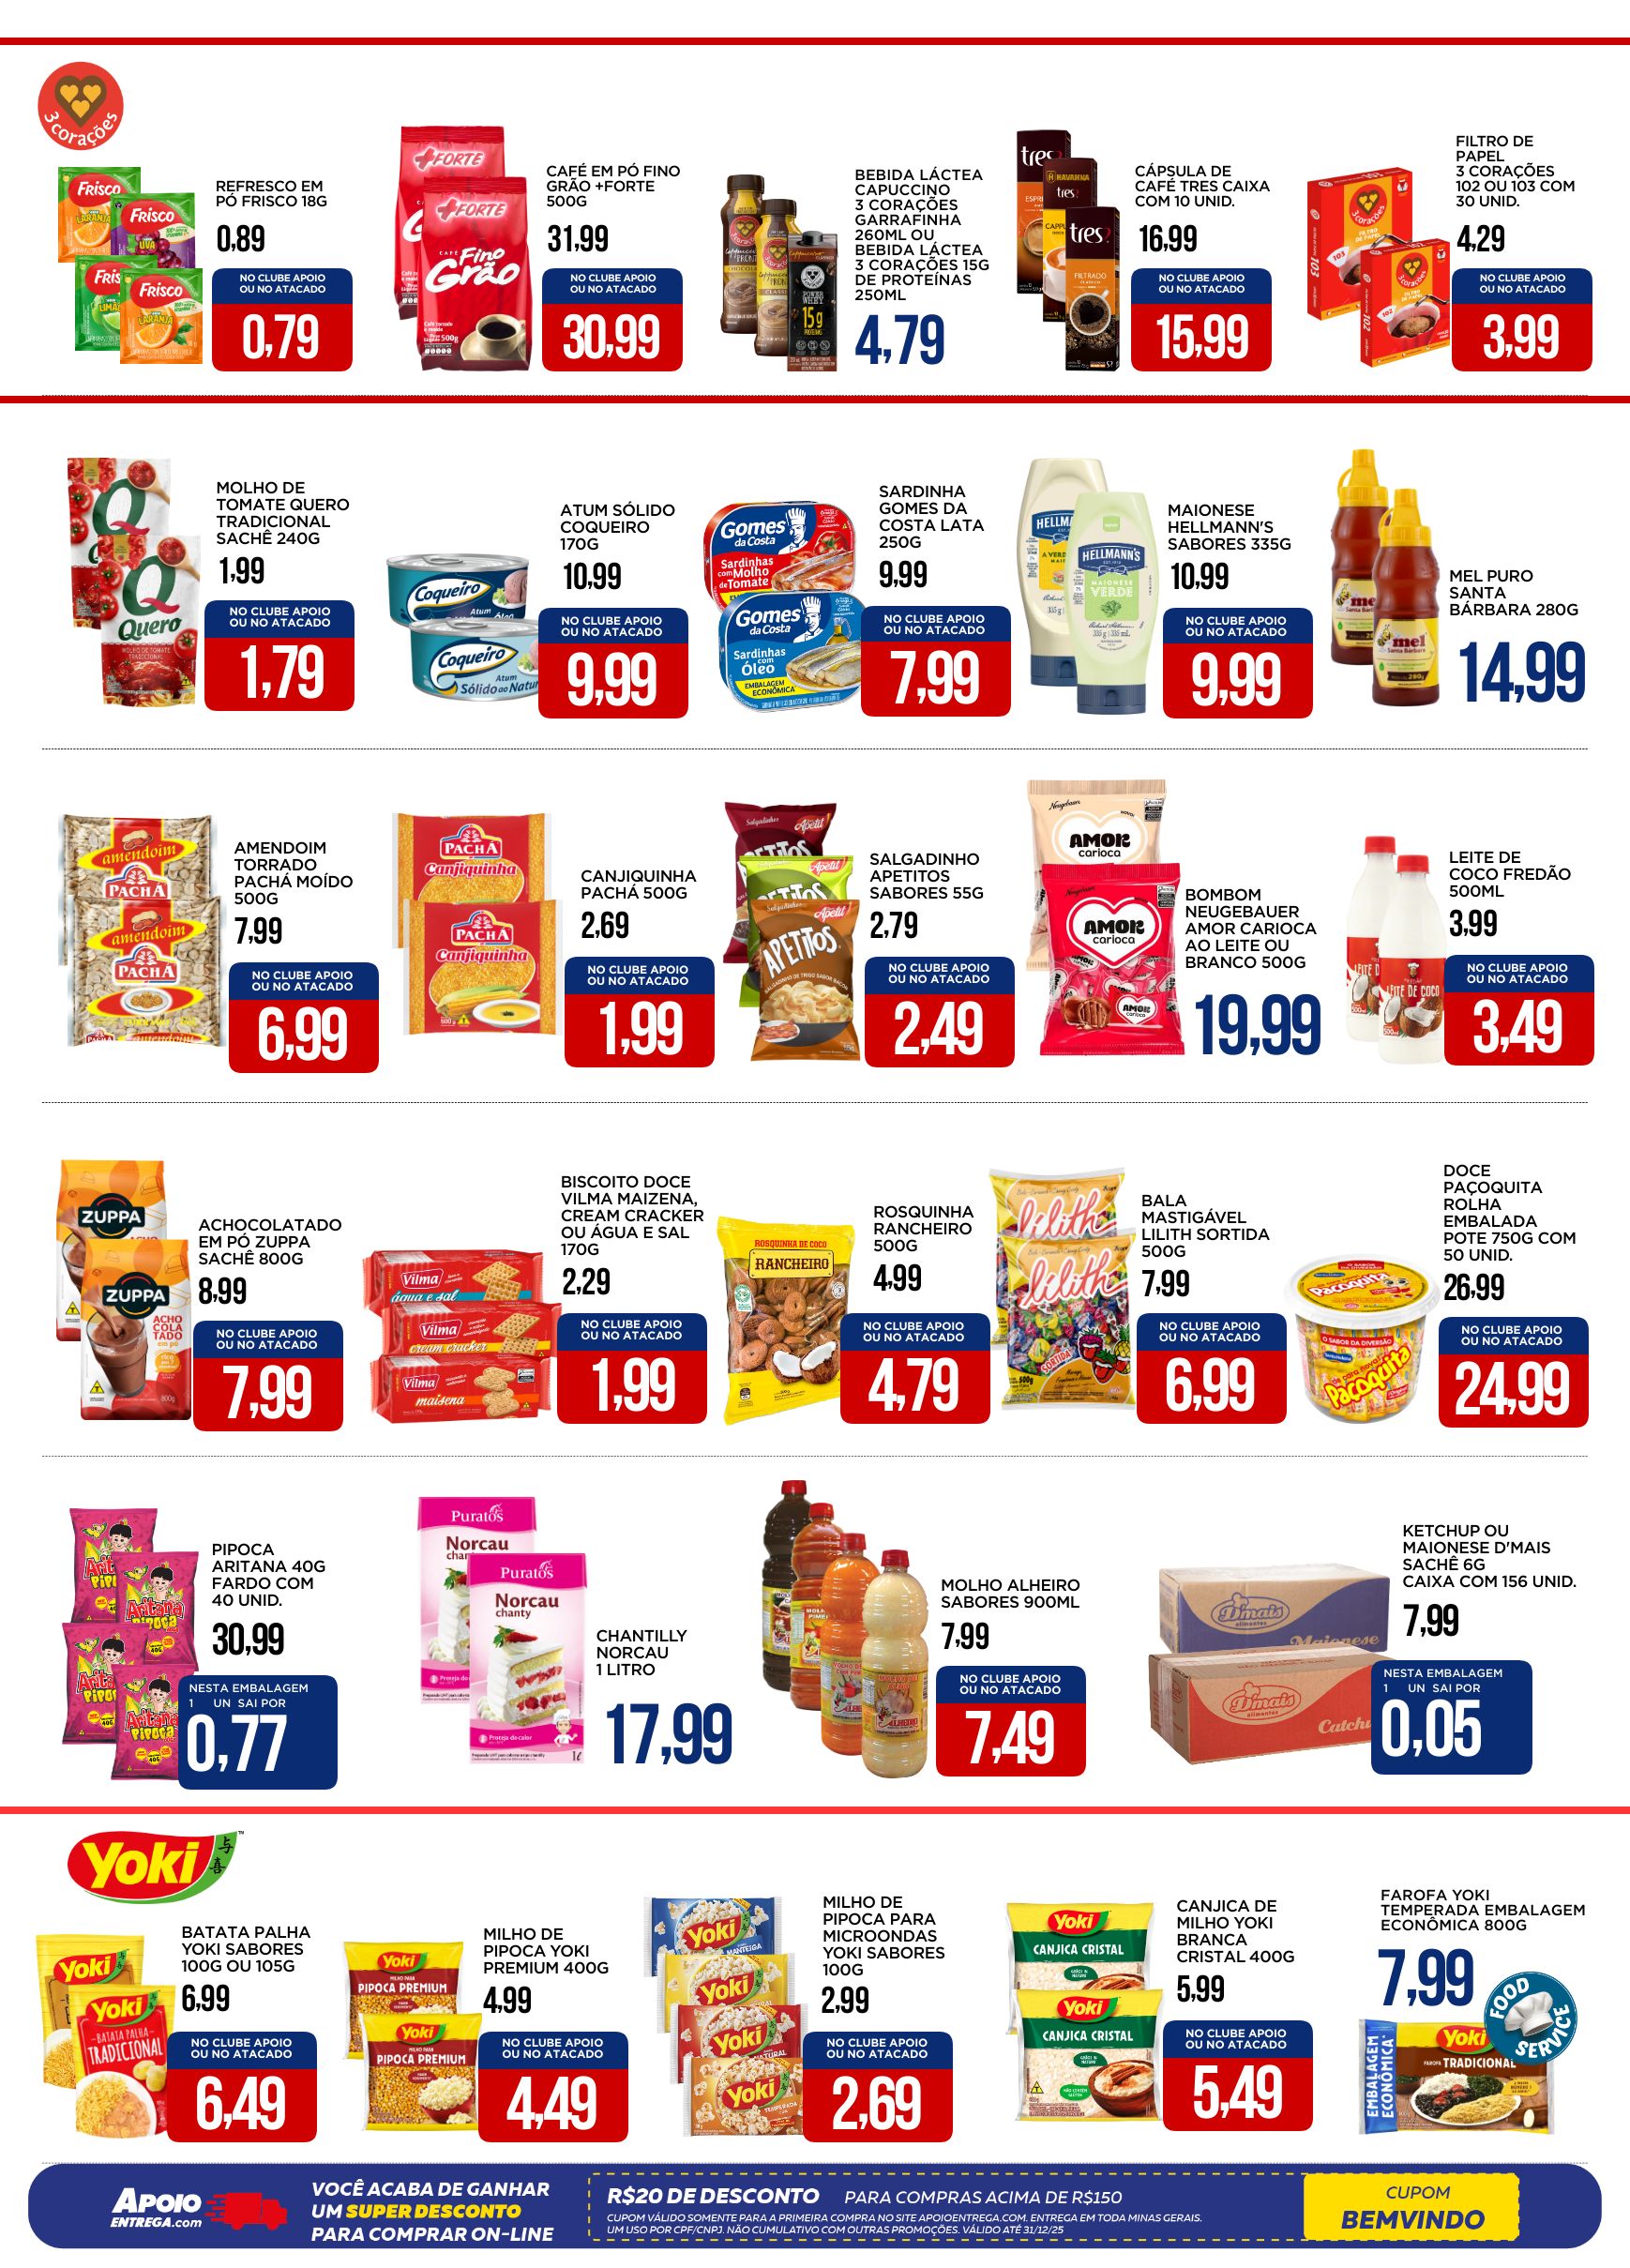 3 corações
REFRESCO EM
PÓ FRISCO 18G
0,89
NO CLUBE APOIO
OU NO ATACADO
0,79
CAFÉ EM PÓ FINO
GRÃO +FORTE
500G
31,99
NO CLUBE APOIO
OU NO ATACADO
30,99
BEBIDA LÁCTEA
CAPUCCINO
3 CORAÇÕES
GARRAFINHA
260ML OU
BEBIDA LÁCTEA
3 CORAÇÕES 15G
DE PROTEÍNAS
250ML
4,79
CÁPSULA DE
CAFÉ TRES CAIXA
COM 10 UNID.
16,99
NO CLUBE APOIO
OU NO ATACADO
15,99
FILTRO DE
PAPEL
3 CORAÇÕES
102 OU 103 COM
30 UNID.
4,29
NO CLUBE APOIO
OU NO ATACADO
3,99
MOLHO DE
TOMATE QUERO
TRADICIONAL
SACHÊ 240G
1,99
NO CLUBE APOIO
OU NO ATACADO
1,79
ATUM SÓLIDO
COQUEIRO
170G
10,99
NO CLUBE APOIO
OU NO ATACADO
9,99
SARDINHA
GOMES DA
COSTA LATA
250G
9,99
NO CLUBE APOIO
OU NO ATACADO
7,99
MAIONESE
HELLMANN'S
SABORES 335G
10,99
NO CLUBE APOIO
OU NO ATACADO
9,99
MEL PURO
SANTA
BÁRBARA 280G
14,99
AMENDOIM
TORRADO
PACHÁ MOÍDO
500G
7,99
NO CLUBE APOIO
OU NO ATACADO
6,99
CANJIQUINHA
PACHÁ 500G
2,69
NO CLUBE APOIO
OU NO ATACADO
1,99
SALGADINHO
APETITOS
SABORES 55G
2,79
NO CLUBE APOIO
OU NO ATACADO
2,49
BOMBOM
NEUGEBAUER
AMOR CARIOCA
AO LEITE OU
BRANCO 500G
19,99
LEITE DE
COCO FREDÃO
500ML
3,99
NO CLUBE APOIO
OU NO ATACADO
3,49
ACHOCOLATADO
EM PÓ ZUPPA
SACHÊ 800G
8,99
NO CLUBE APOIO
OU NO ATACADO
7,99
BISCOITO DOCE
VILMA MAIZENA,
CREAM CRACKER
OU ÁGUA E SAL
170G
2,29
NO CLUBE APOIO
OU NO ATACADO
1,99
ROSQUINHA
RANCHEIRO
500G
4,99
NO CLUBE APOIO
OU NO ATACADO
4,79
BALA
MASTIGÁVEL
LILITH SORTIDA
500G
7,99
NO CLUBE APOIO
OU NO ATACADO
6,99
DOCE
PAÇOQUITA
ROLHA
EMBALADA
POTE 750G COM
50 UNID.
26,99
NO CLUBE APOIO
OU NO ATACADO
24,99
PIPOCA
ARITANA 40G
FARDO COM
40 UNID.
30,99
NESTA EMBALAGEM
1 UN SAI POR
0,77
CHANTILLY
NORCAU
1 LITRO
17,99
MOLHO ALHEIRO
SABORES 900ML
7,99
NO CLUBE APOIO
OU NO ATACADO
7,49
KETCHUP OU
MAIONESE D'MAIS
SACHÊ 6G
CAIXA COM 156 UNID.
7,99
NESTA EMBALAGEM
1 UN SAI POR
0,05
Yoki
BATATA PALHA
YOKI SABORES
100G OU 105G
6,99
NO CLUBE APOIO
OU NO ATACADO
6,49
MILHO DE
PIPOCA YOKI
PREMIUM 400G
4,99
NO CLUBE APOIO
OU NO ATACADO
4,49
MILHO DE
PIPOCA PARA
MICROONDAS
YOKI SABORES
100G
2,99
NO CLUBE APOIO
OU NO ATACADO
2,69
CANJICA DE
MILHO YOKI
BRANCA
CRISTAL 400G
5,99
NO CLUBE APOIO
OU NO ATACADO
5,49
FAROFA YOKI
TEMPERADA EMBALAGEM
ECONÔMICA 800G
7,99
FOOD
SERVICE
APOIO
ENTREGA.com
VOCÊ ACABA DE GANHAR
UM SUPER DESCONTO
PARA COMPRAR ON-LINE
R$20 DE DESCONTO PARA COMPRAS ACIMA DE R$150
CUPOM VÁLIDO SOMENTE PARA A PRIMEIRA COMPRA NO SITE APOIOENTREGA.COM. ENTREGA EM TODA MINAS GERAIS.
UM USO POR CPF/CNPJ. NÃO CUMULATIVO COM OUTRAS PROMOÇÕES. VÁLIDO ATÉ 31/12/25
CUPOM
BEMVINDO